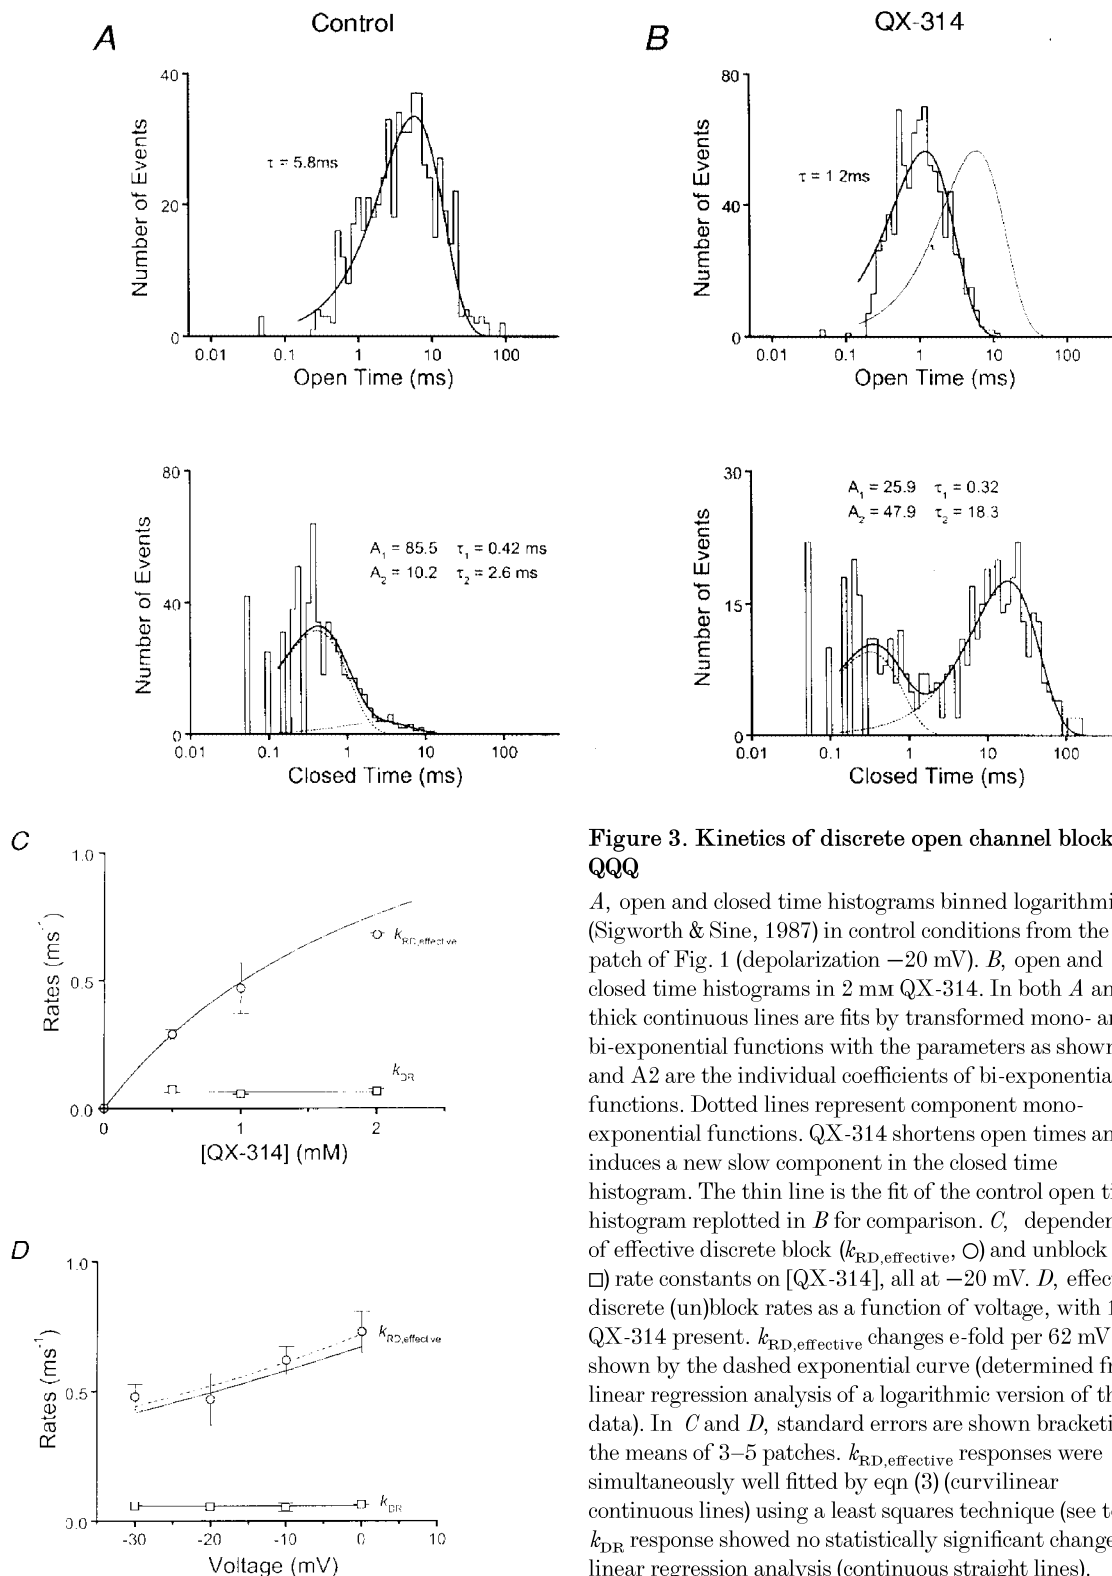 A
Control
40
20
0
Number of Events
τ = 5.8ms
0.01 0.1 1 10 100
Open Time (ms)
B
QX-314
80
40
0
Number of Events
τ = 1.2ms
0.01 0.1 1 10 100
Open Time (ms)
80
40
0
Number of Events
A1 = 85.5 τ1 = 0.42 ms
A2 = 10.2 τ2 = 2.6 ms
0.01 0.1 1 10 100
Closed Time (ms)
30
15
0
Number of Events
A1 = 25.9 τ1 = 0.32
A2 = 47.9 τ2 = 18.3
0.01 0.1 1 10 100
Closed Time (ms)
C
1.0
0.5
0.0
Rates (ms-1)
kRD,effective
kDR
0 1 2
[QX-314] (mM)
D
1.0
0.5
0.0
Rates (ms-1)
kRD,effective
kDR
-30 -20 -10 0 10
Voltage (mV)
Figure 3. Kinetics of discrete open channel block
QQQ
A, open and closed time histograms binned
(Sigworth & Sine, 1987) in control conditions from the
patch of Fig. 1 (depolarization −20 mV). B, open and
closed time histograms in 2 mM QX-314. In both A
thick continuous lines are fits by transformed mono-
bi-exponential functions with the parameters as shown
and A2 are the individual coefficients of bi-exponential
functions. Dotted lines represent component mono-
exponential functions. QX-314 shortens open times
induces a new slow component in the closed time
histogram. The thin line is the fit of the control open
histogram replotted in B for comparison. C,
of effective discrete block (kRD,effective, ○) and unblock
□) rate constants on [QX-314], all at −20 mV. D,
discrete (un)block rates as a function of voltage, with
QX-314 present. kRD,effective changes e-fold per 62 mV
shown by the dashed exponential curve (determined
linear regression analysis of a logarithmic version of
data). In C and D, standard errors are shown
the means of 3–5 patches. kRD,effective responses were
simultaneously well fitted by eqn (3) (curvilinear
continuous lines) using a least squares technique (see
kDR response showed no statistically significant
linear regression analysis (continuous straight lines).